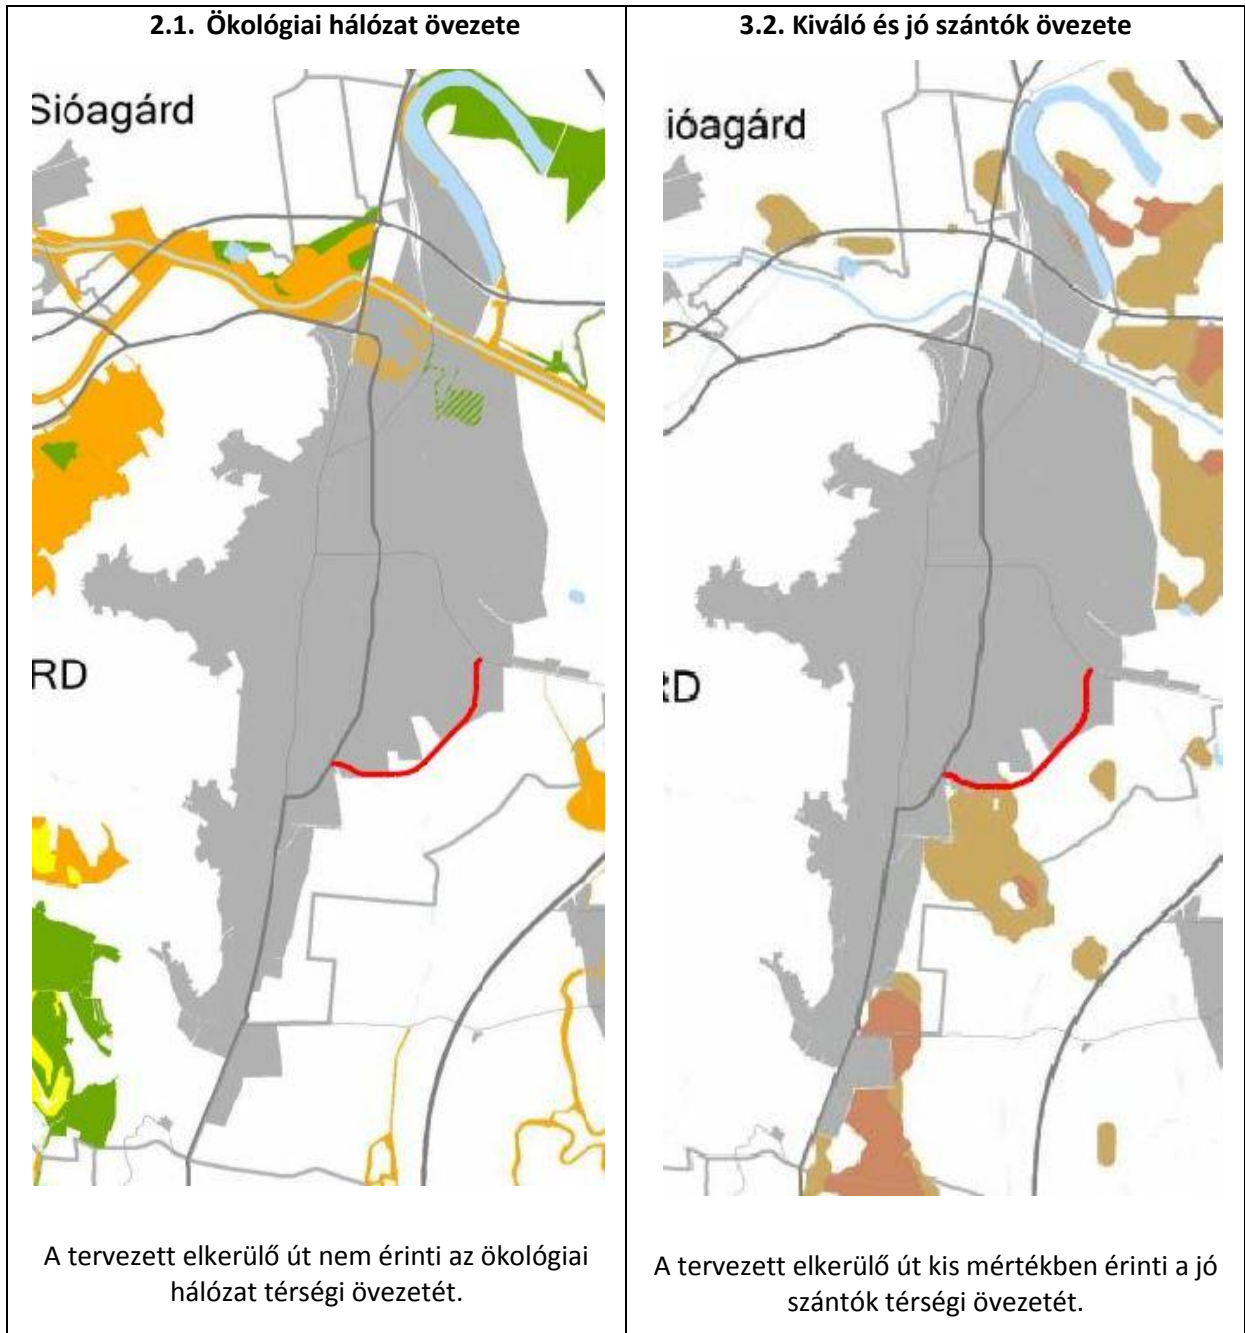 2.1. Ökológiai hálózat övezete
Sióagárd
RD
A tervezett elkerülő út nem érinti az ökológiai
hálózat térségi övezetét.
3.2. Kiváló és jó szántók övezete
ióagárd
RD
A tervezett elkerülő út kis mértékben érinti a jó
szántók térségi övezetét.